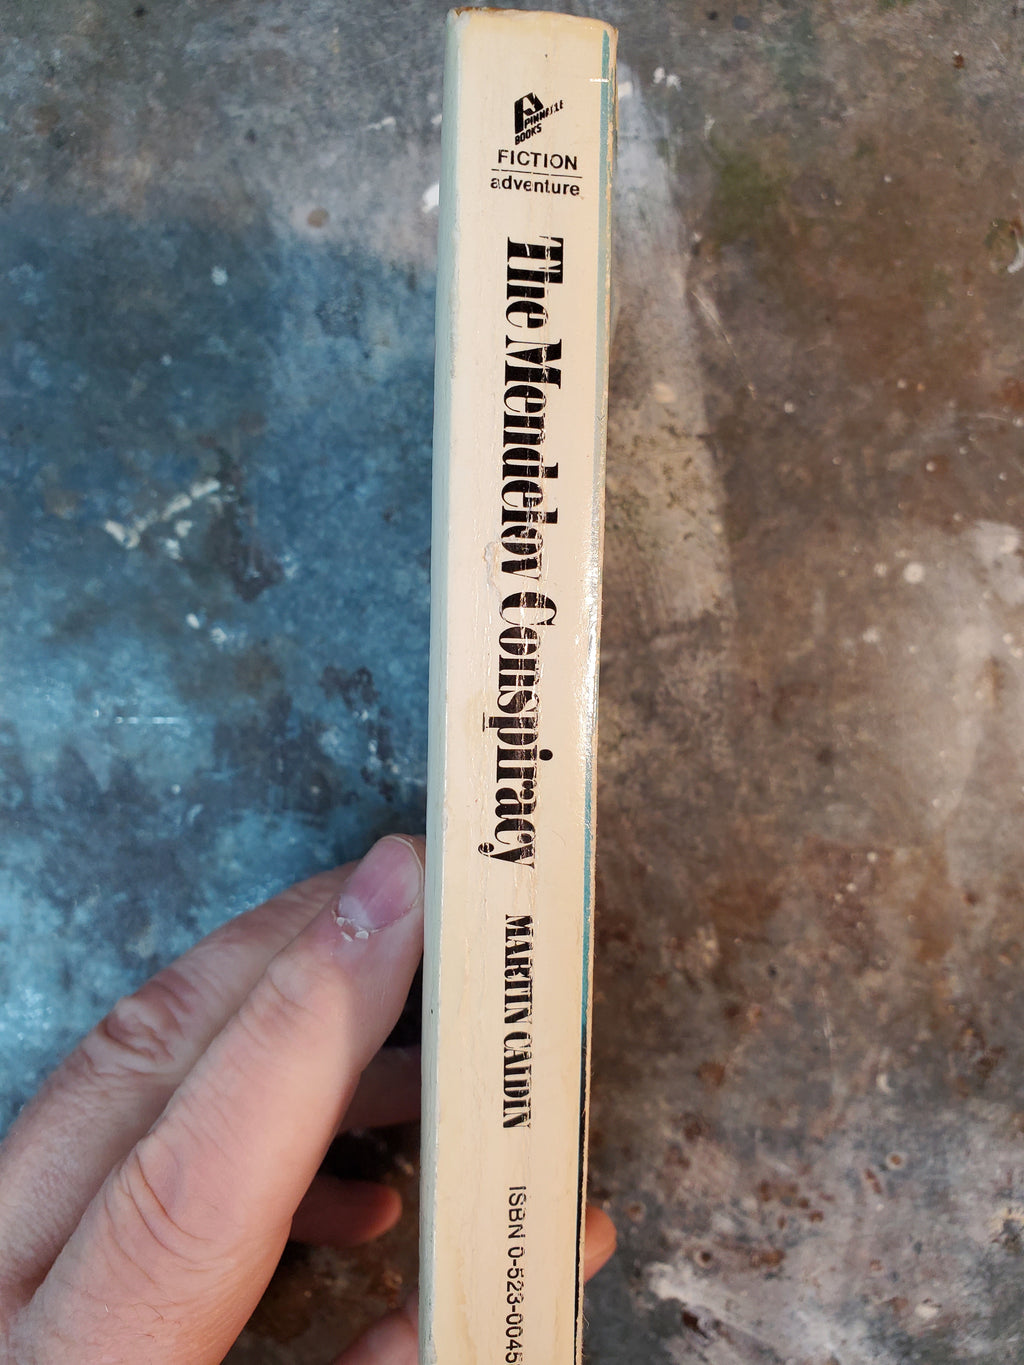 PINNACLE
BOOKS
FICTION
adventure
The Mendelov Conspiracy
MARTIN CAIDIN
ISBN 0-523-0045